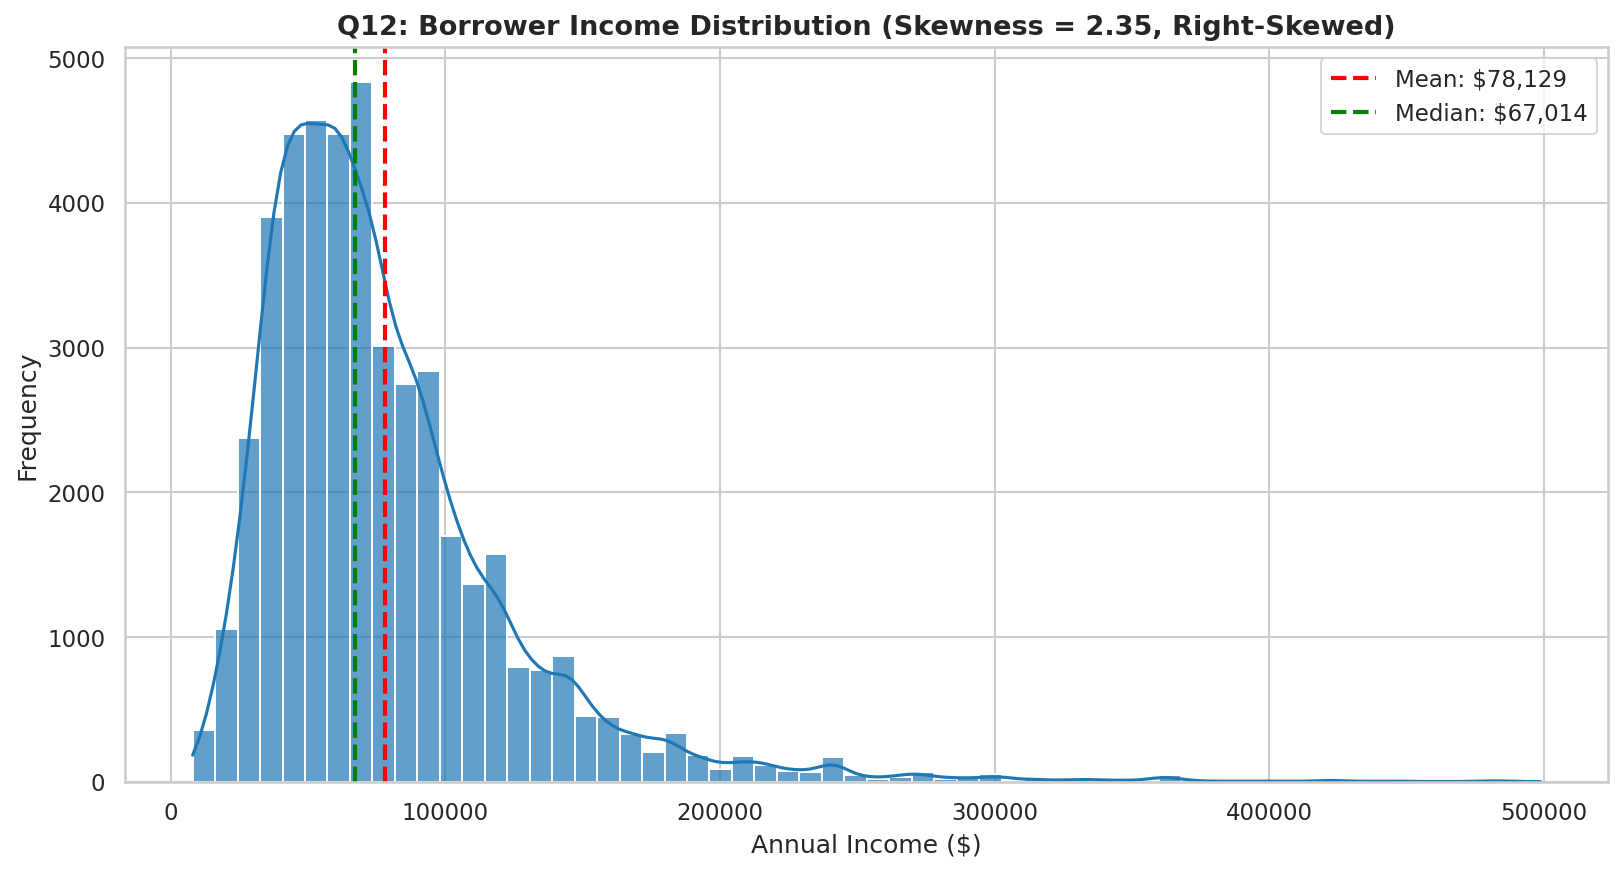 Q12: Borrower Income Distribution (Skewness = 2.35, Right-Skewed)
Mean: $78,129
Median: $67,014
Frequency
5000
4000
3000
2000
1000
0
0 100000 200000 300000 400000 500000
Annual Income ($)